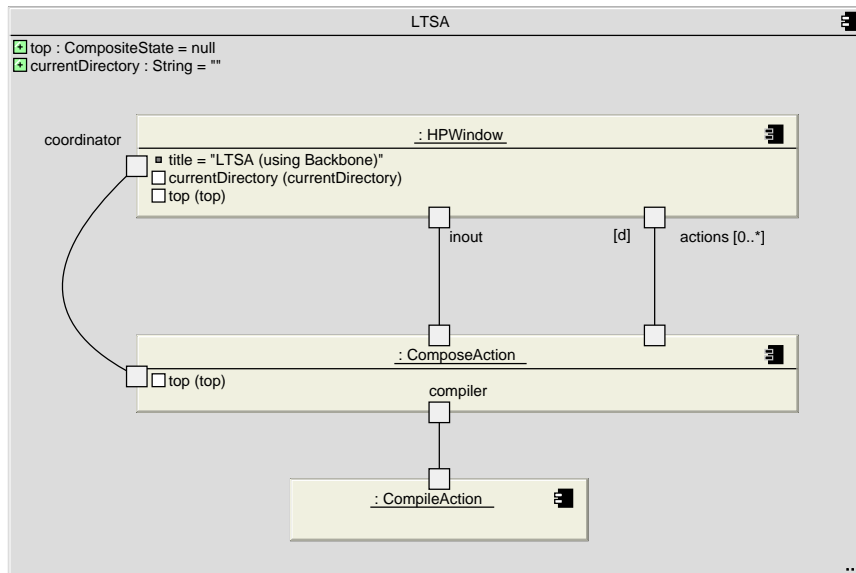 LTSA
top : CompositeState = null
currentDirectory : String = ""
coordinator
: HPWindow
title = "LTSA (using Backbone)"
currentDirectory (currentDirectory)
top (top)
inout
[d]
actions [0..*]
: ComposeAction
top (top)
compiler
: CompileAction